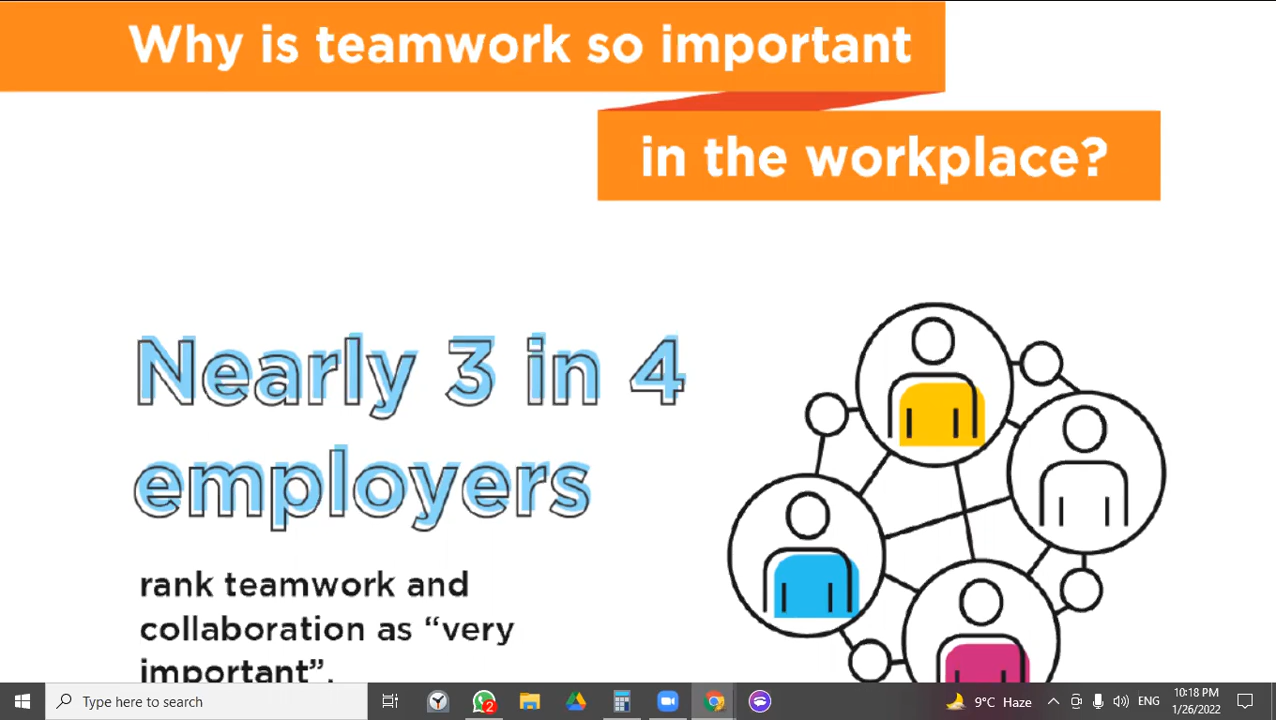 Why is teamwork so important
in the workplace?
Nearly 3 in 4
employers
rank teamwork and
collaboration as “very
important”.
2
Type here to search
9°C Haze
ENG
10:18 PM
1/26/2022